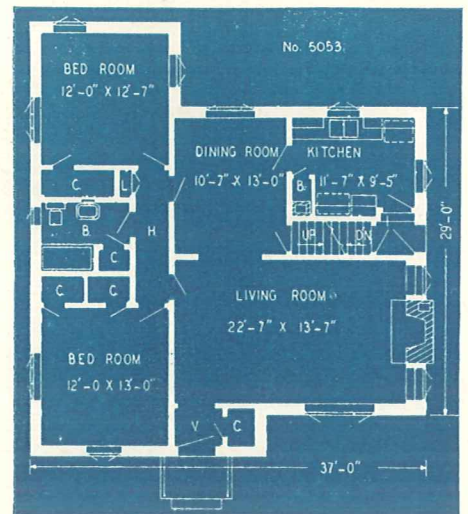 No. 5053
BED ROOM
12'-0" X 12'-7"
DINING ROOM
10'-7" X 13'-0"
KITCHEN
11'-7" X 9'-5"
C.
L
B.
B.
H
C
UP
DN.
C
C
29'-0"
LIVING ROOM
22'-7" X 13'-7"
BED ROOM
12'-0 X 13'-0"
V.
C.
37'-0"